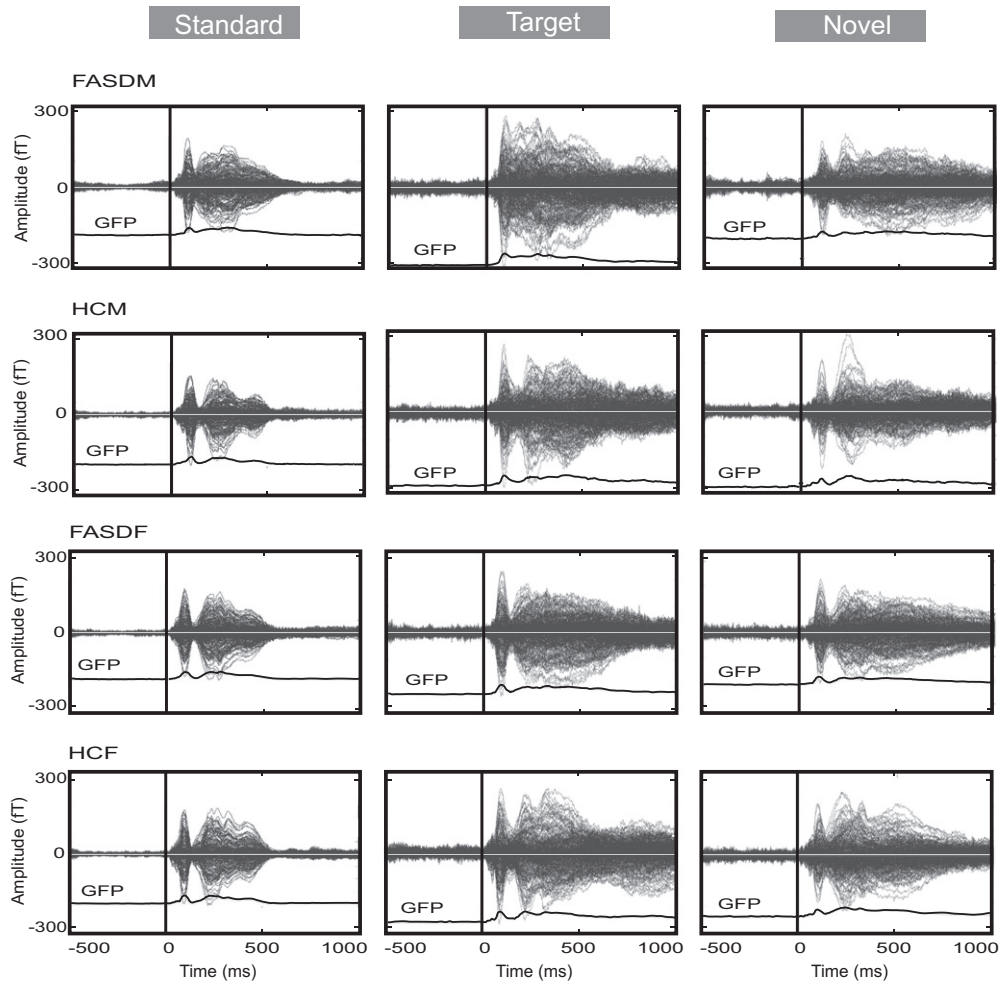 Standard Target Novel
FASDM
300
Amplitude (fT)
0
GFP GFP GFP
-300
HCM
300
Amplitude (fT)
0
GFP GFP GFP
-300
FASDF
300
Amplitude (fT)
0
GFP GFP GFP
-300
HCF
300
Amplitude (fT)
0
GFP GFP GFP
-300
-500 0 500 1000 -500 0 500 1000 -500 0 500 1000
Time (ms) Time (ms) Time (ms)